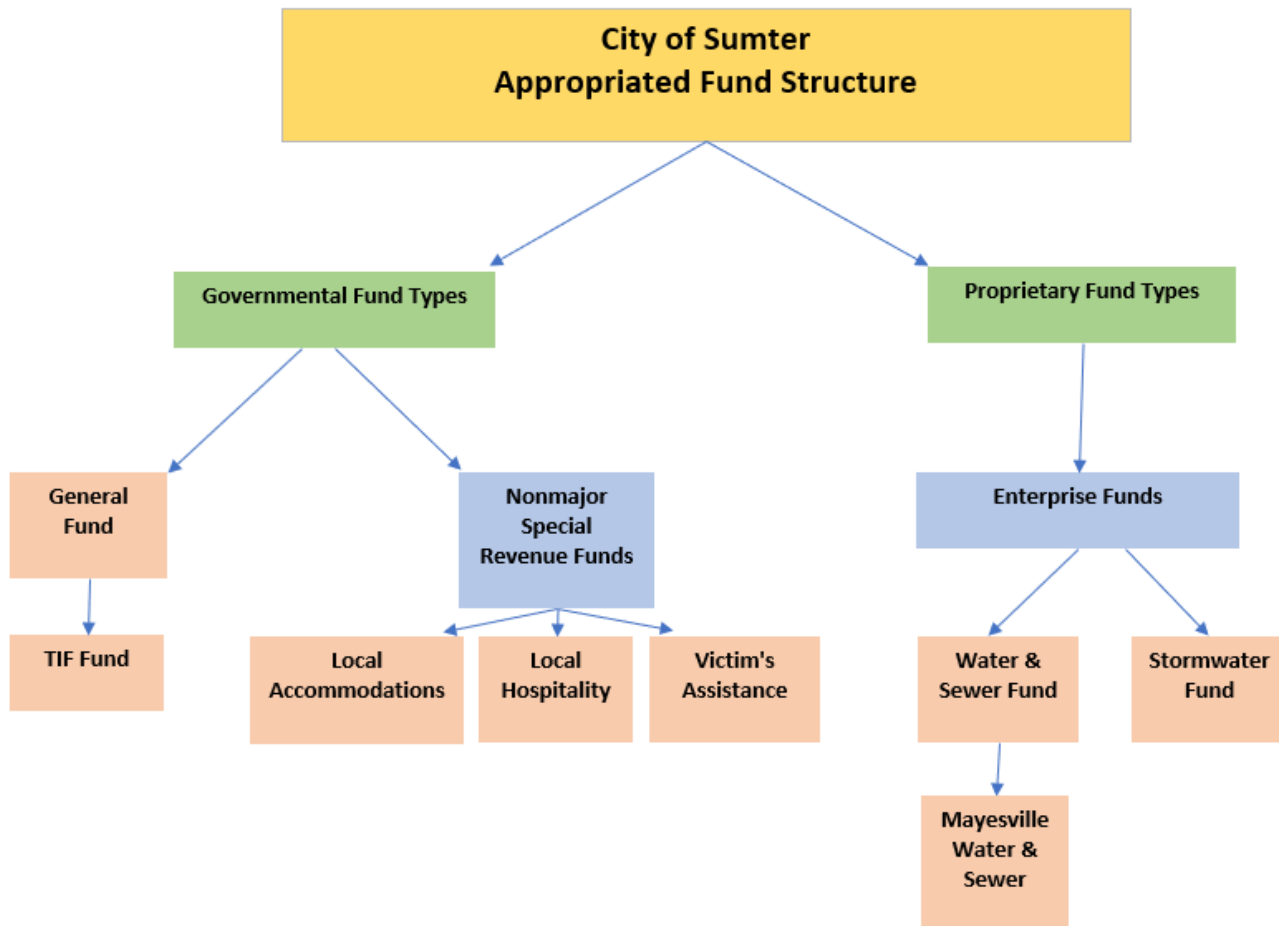 City of Sumter
Appropriated Fund Structure
Governmental Fund Types
Proprietary Fund Types
General
Fund
Nonmajor
Special
Revenue Funds
Enterprise Funds
TIF Fund
Local
Accommodations
Local
Hospitality
Victim's
Assistance
Water &
Sewer Fund
Stormwater
Fund
Mayesville
Water &
Sewer